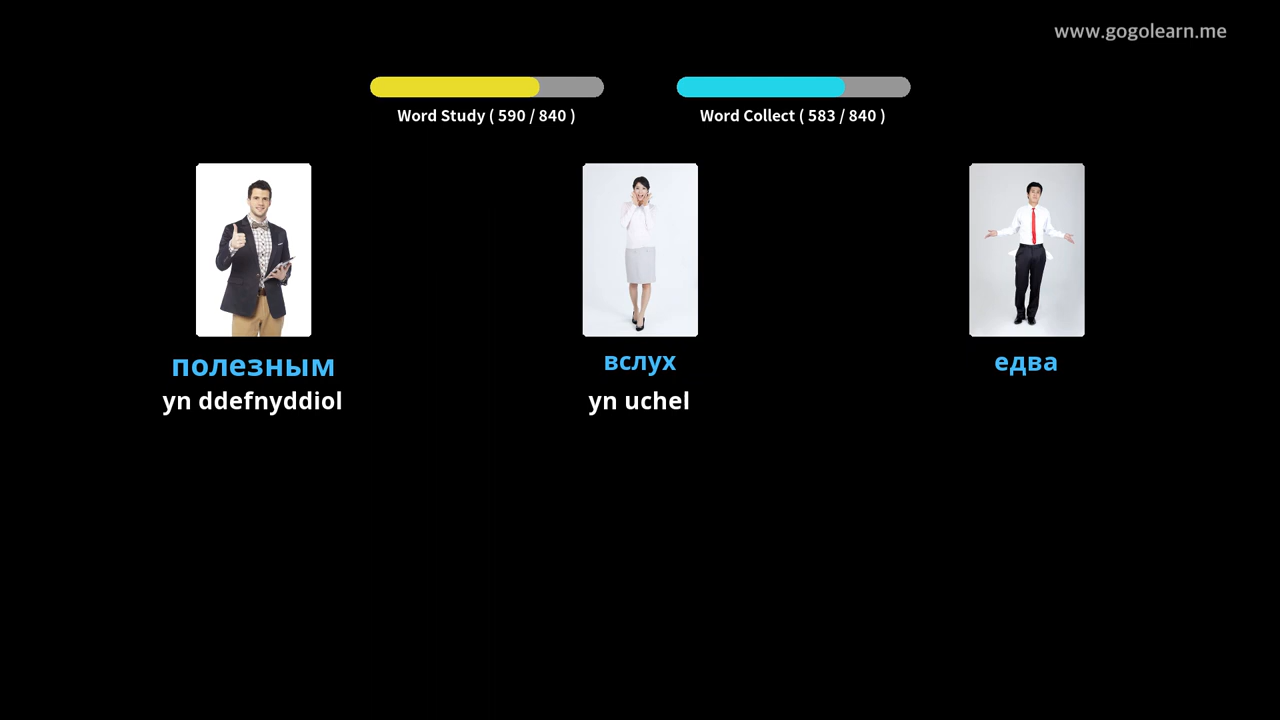 www.gogolearn.me
Word Study ( 590 / 840 )
Word Collect ( 583 / 840 )
полезным
вслух
едва
yn ddefnyddiol
yn uchel